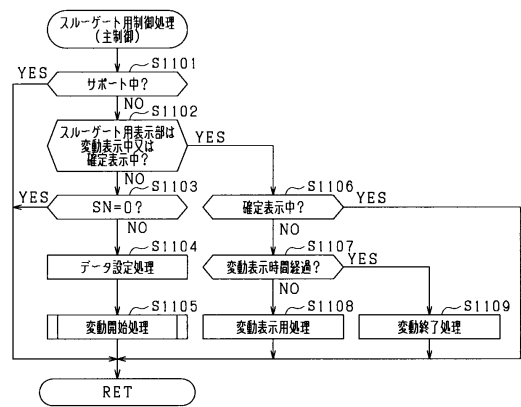 スルーゲート用制御処理
(主制御)
S1101
YES
サポート中?
NO
S1102
スルーゲート用表示部は
変動表示中又は
確定表示中?
YES
NO
S1103
YES
SN=0?
NO
S1106
確定表示中?
YES
NO
S1104
データ設定処理
S1107
変動表示時間経過?
YES
NO
S1105
変動開始処理
S1108
変動表示用処理
S1109
変動終了処理
RET